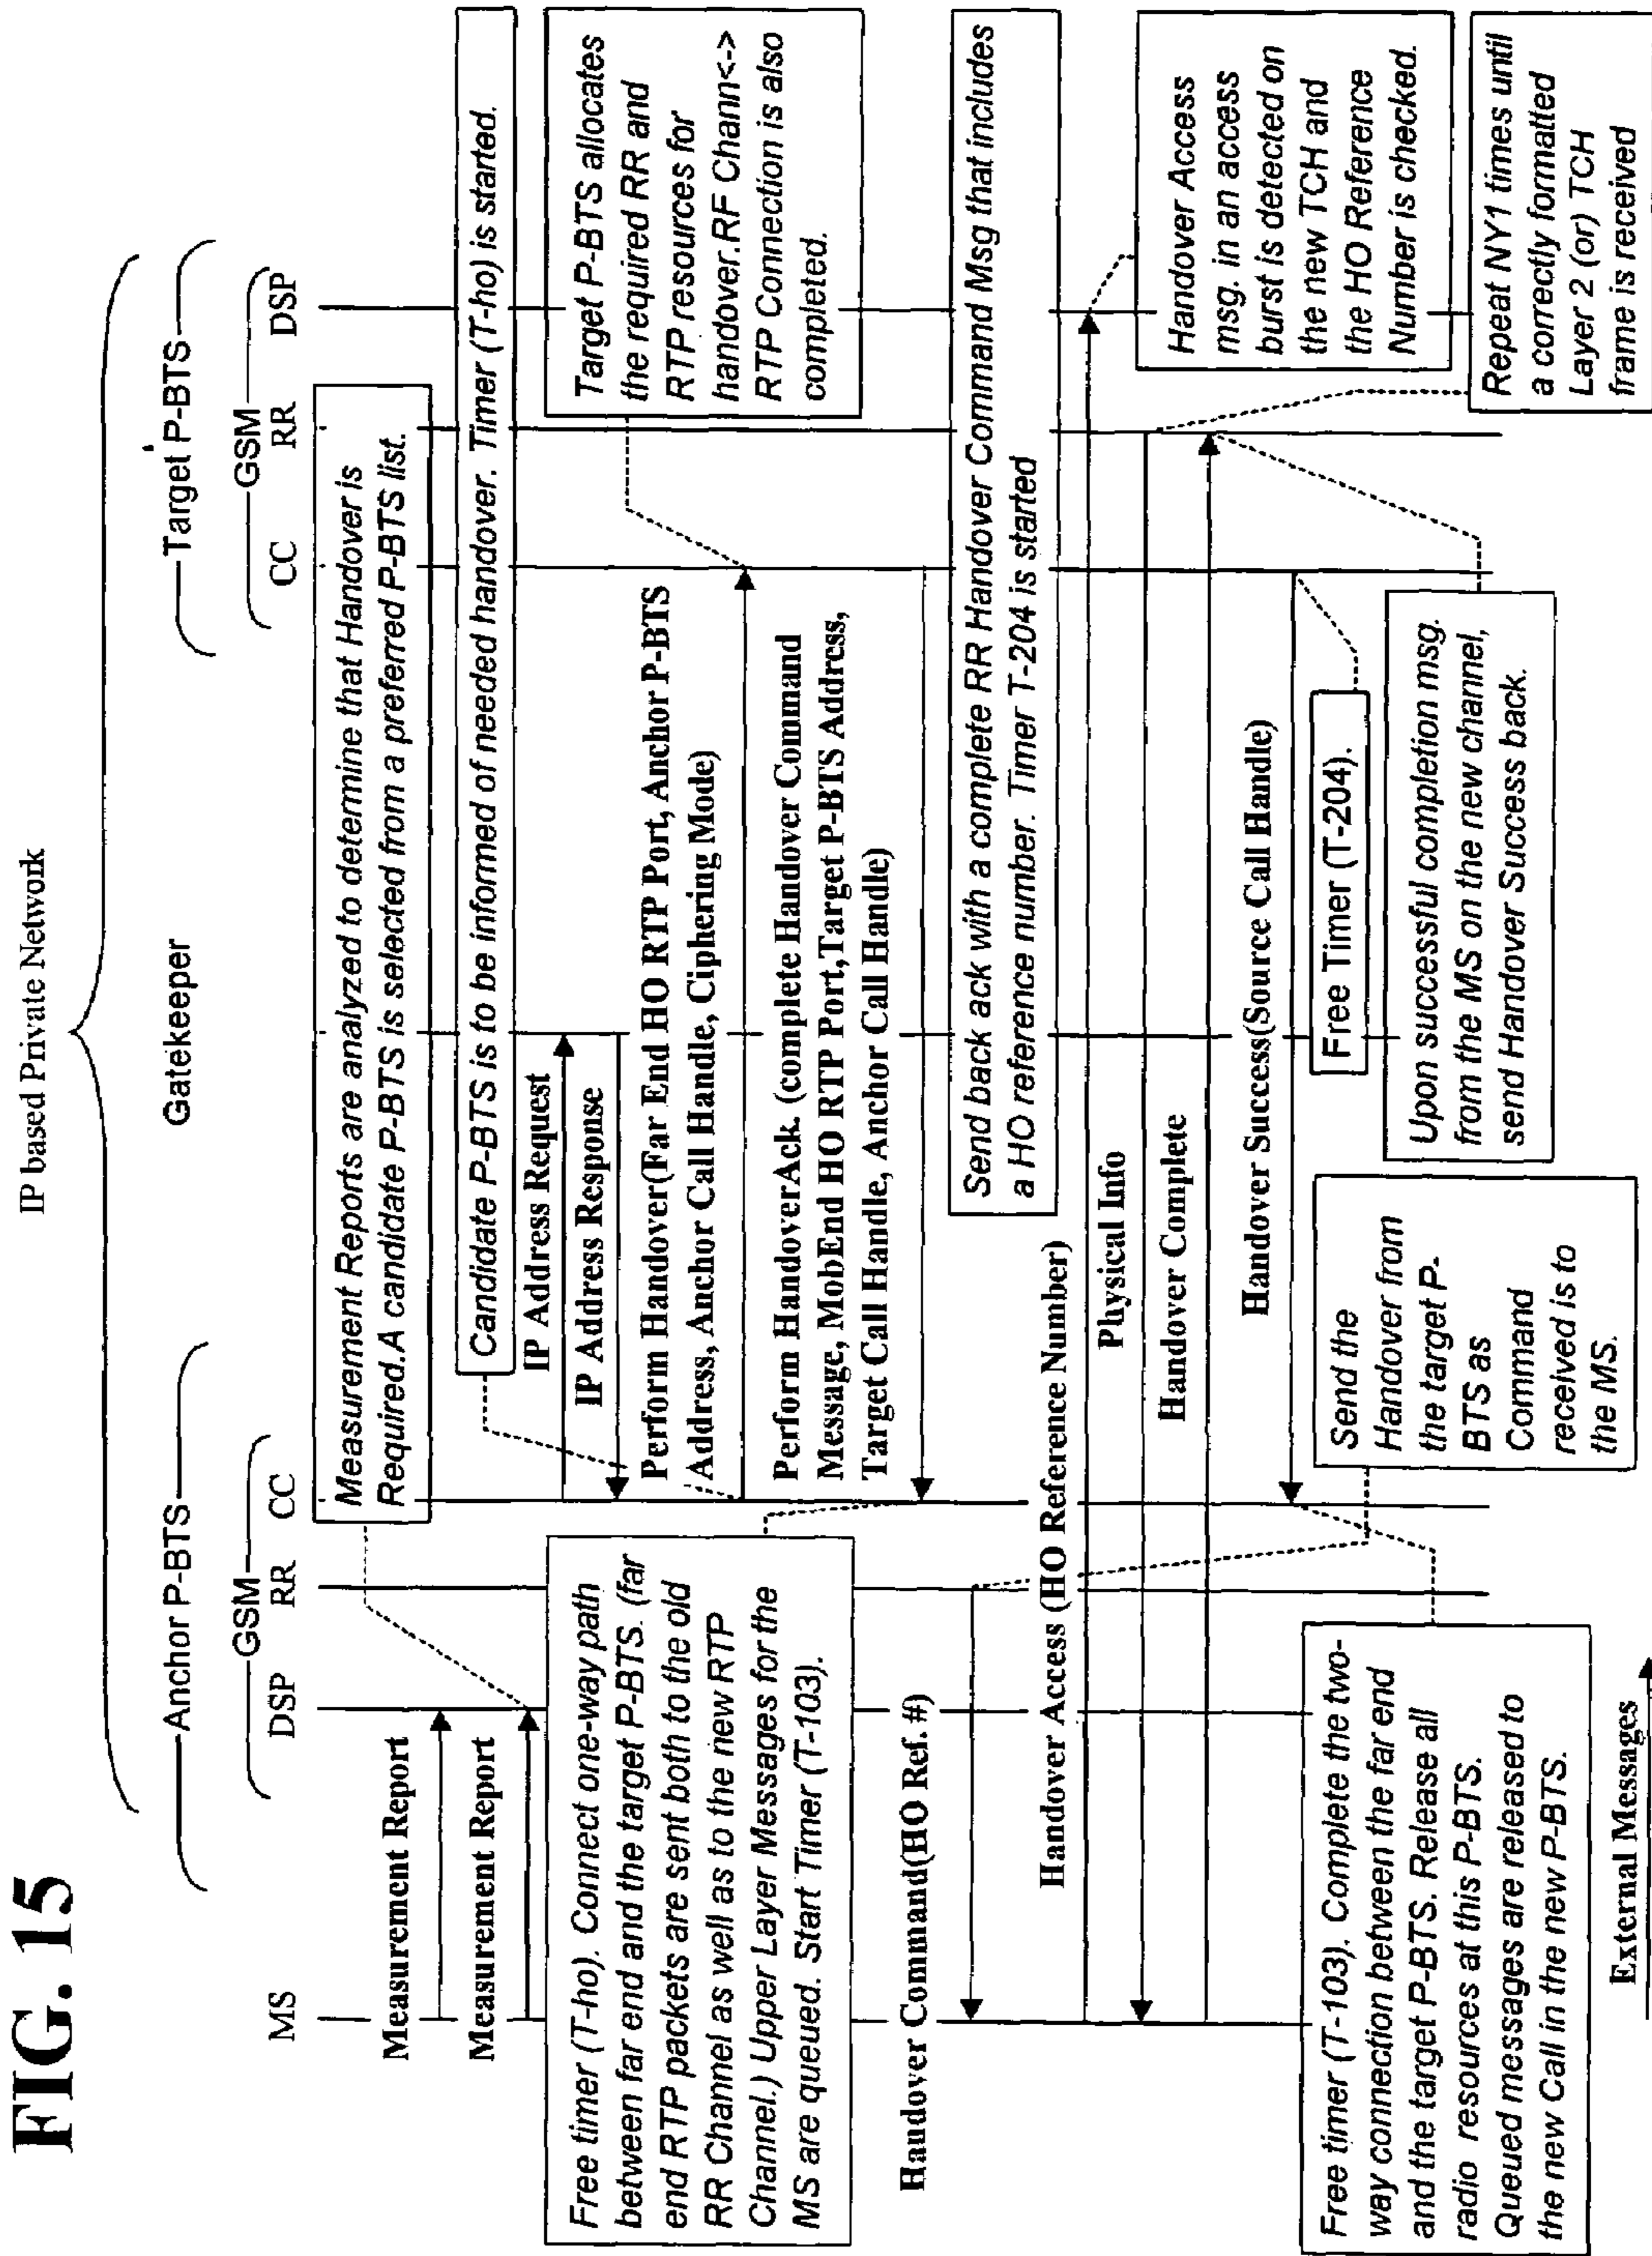 FIG. 15
IP based Private Network
Anchor P-BTS
Gatekeeper
Target P-BTS
GSM
GSM
MS
DSP
RR
CC
CC
RR
DSP
Measurement Report
Measurement Report
Measurement Reports are analyzed to determine that Handover is
Required.A candidate P-BTS is selected from a preferred P-BTS list.
Candidate P-BTS is to be informed of needed handover. Timer (T-ho) is started.
IP Address Request
IP Address Response
Perform Handover(Far End HO RTP Port, Anchor P-BTS
Address, Anchor Call Handle, Ciphering Mode)
Target P-BTS allocates
the required RR and
RTP resources for
handover.RF Chann<->
RTP Connection is also
completed.
Free timer (T-ho). Connect one-way path
between far end and the target P-BTS. (far
end RTP packets are sent both to the old
RR Channel as well as to the new RTP
Channel.) Upper Layer Messages for the
MS are queued. Start Timer (T-103).
Perform HandoverAck. (complete Handover Command
Message, MobEnd HO RTP Port,Target P-BTS Address,
Target Call Handle, Anchor Call Handle)
Send back ack with a complete RR Handover Command Msg that includes
a HO reference number. Timer T-204 is started
Handover Command(HO Ref. #)
Handover Access (HO Reference Number)
Physical Info
Handover Complete
Handover Success(Source Call Handle)
Handover Access
msg. in an access
burst is detected on
the new TCH and
the HO Reference
Number is checked.
Free Timer (T-204).
Send the
Handover from
the target P-
BTS as
Command
received is to
the MS.
Upon successful completion msg.
from the MS on the new channel,
send Handover Success back.
Repeat NY1 times until
a correctly formatted
Layer 2 (or) TCH
frame is received
Free timer (T-103). Complete the two-
way connection between the far end
and the target P-BTS. Release all
radio resources at this P-BTS.
Queued messages are released to
the new Call in the new P-BTS.
External Messages